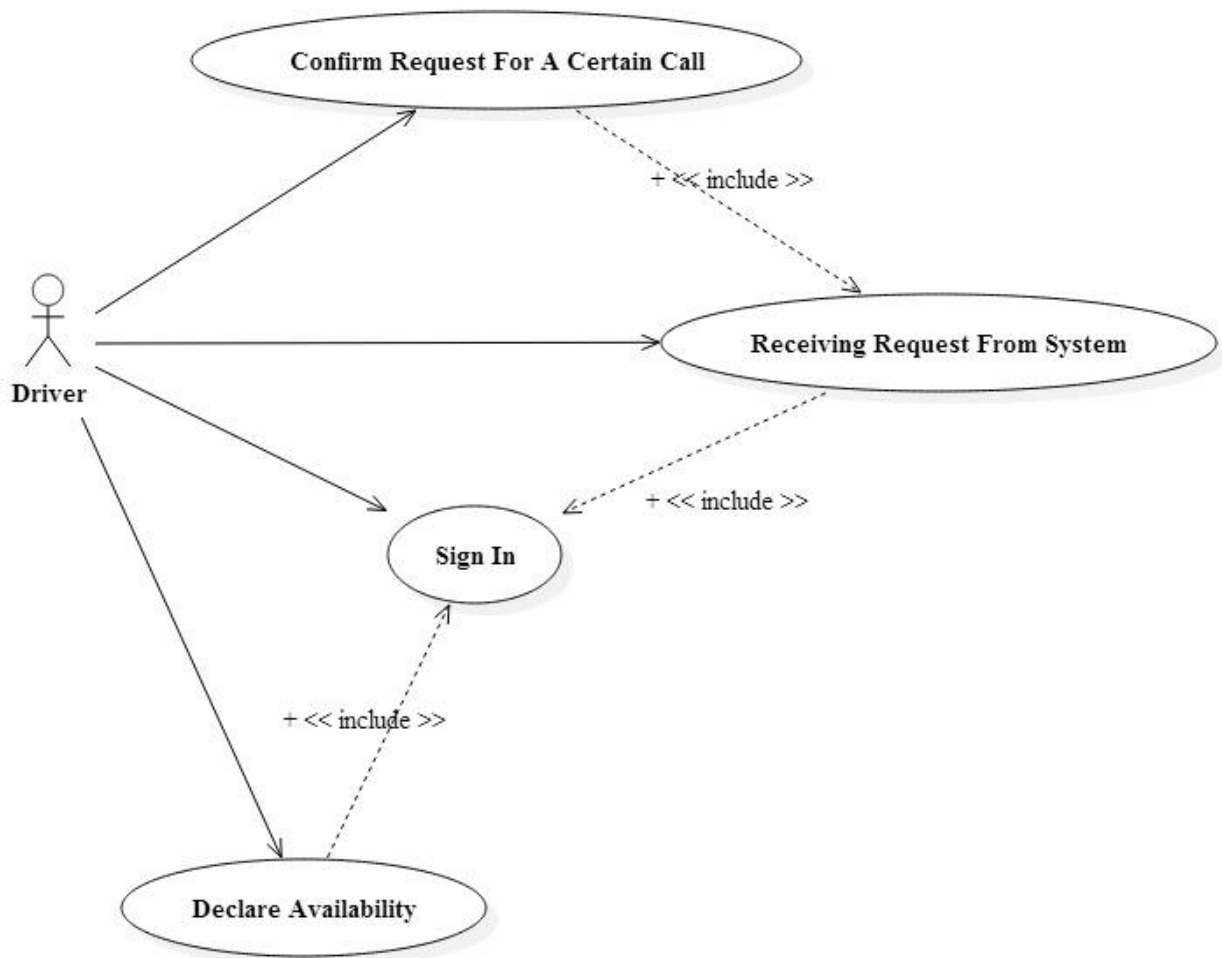 Confirm Request For A Certain Call
+ << include >>
Receiving Request From System
Driver
+ << include >>
Sign In
+ << include >>
Declare Availability